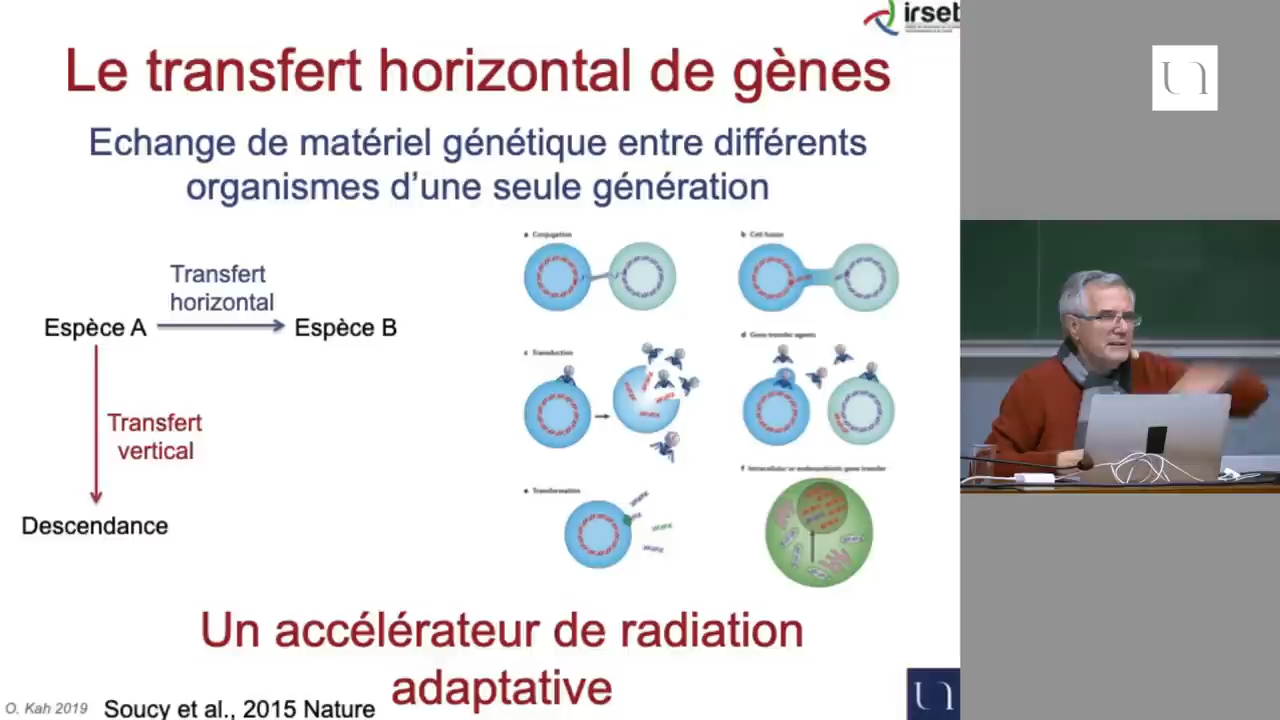 irset
Le transfert horizontal de gènes
Echange de matériel génétique entre différents
organismes d'une seule génération
Transfert
horizontal
Espèce A
Espèce B
Transfert
vertical
Descendance
a Conjugation
b Cell fusion
c Transduction
d Gene transfer agents
e Transformation
f Intracellular or endosymbiotic gene transfer
Un accélérateur de radiation
adaptative
O. Kah 2019
Soucy et al., 2015 Nature